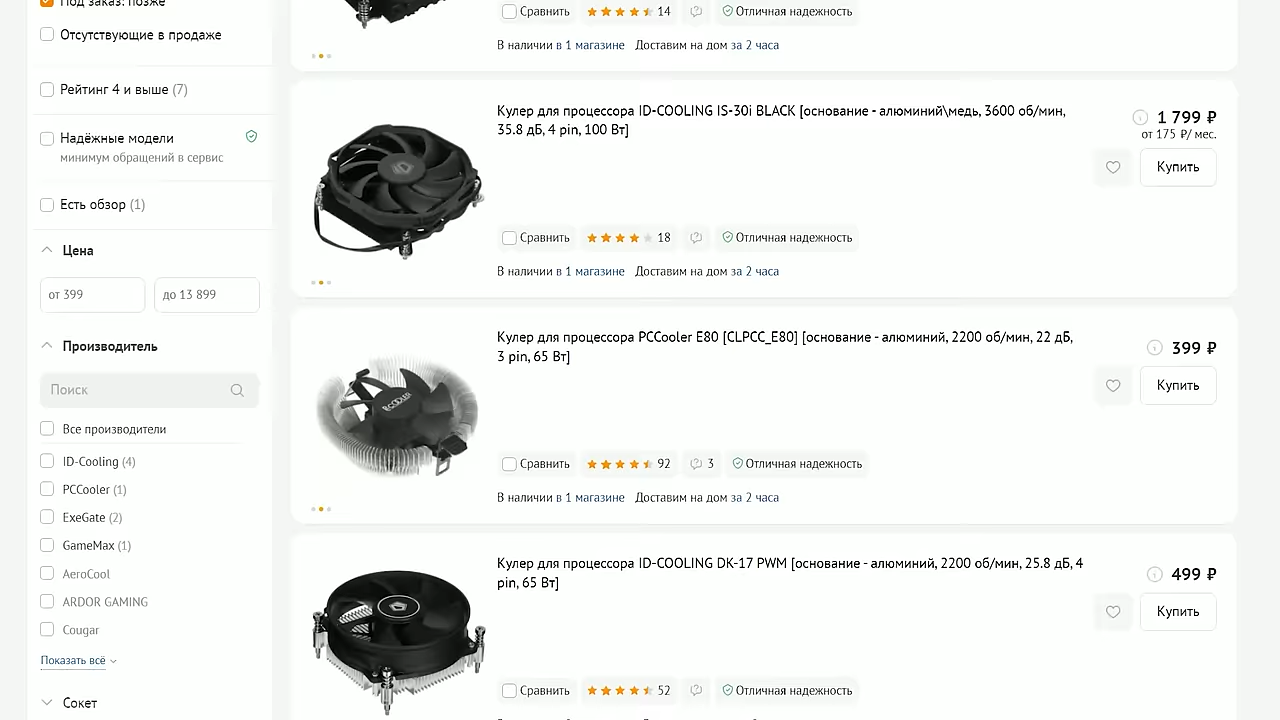 Под заказ: позже
Отсутствующие в продаже
Рейтинг 4 и выше (7)
Надёжные модели
минимум обращений в сервис
Есть обзор (1)
Цена
от 399
до 13 899
Производитель
Поиск
Все производители
ID-Cooling (4)
PCCooler (1)
ExeGate (2)
GameMax (1)
AeroCool
ARDOR GAMING
Cougar
Показать всё
Сокет
Сравнить 14 Отличная надежность
В наличии в 1 магазине Доставим на дом за 2 часа
Кулер для процессора ID-COOLING IS-30i BLACK [основание - алюминий\медь, 3600 об/мин,
35.8 дБ, 4 pin, 100 Вт]
1 799 ₽
от 175 ₽/ мес.
Купить
Сравнить 18 Отличная надежность
В наличии в 1 магазине Доставим на дом за 2 часа
Кулер для процессора PCCooler E80 [CLPCC_E80] [основание - алюминий, 2200 об/мин, 22 дБ,
3 pin, 65 Вт]
399 ₽
Купить
PCCOOLER
Сравнить 92 3 Отличная надежность
В наличии в 1 магазине Доставим на дом за 2 часа
Кулер для процессора ID-COOLING DK-17 PWM [основание - алюминий, 2200 об/мин, 25.8 дБ, 4
pin, 65 Вт]
499 ₽
Купить
Сравнить 52 Отличная надежность